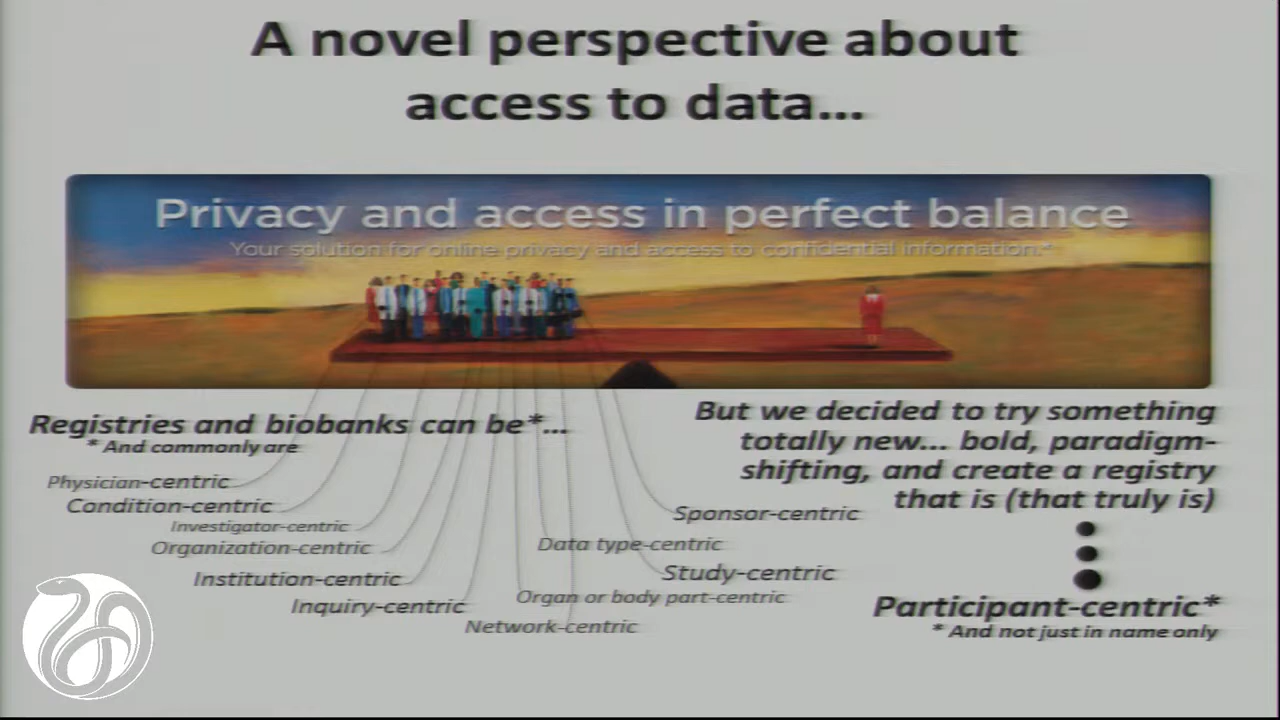 A novel perspective about
access to data...
Privacy and access in perfect balance
Your solution for online privacy and access to confidential information.*
Registries and biobanks can be*...
* And commonly are
Physician-centric
Condition-centric
Investigator-centric
Organization-centric
Institution-centric
Inquiry-centric
Network-centric
Organ or body part-centric
Data type-centric
Study-centric
Sponsor-centric
But we decided to try something
totally new... bold, paradigm-
shifting, and create a registry
that is (that truly is)
Participant-centric*
* And not just in name only